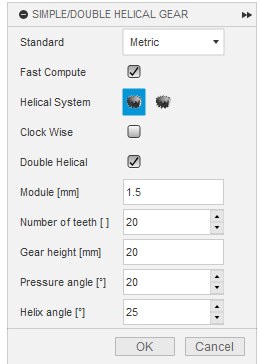 SIMPLE/DOUBLE HELICAL GEAR
Standard Metric
Fast Compute
Helical System
Clock Wise
Double Helical
Module [mm] 1.5
Number of teeth [ ] 20
Gear height [mm] 20
Pressure angle [°] 20
Helix angle [°] 25
OK Cancel